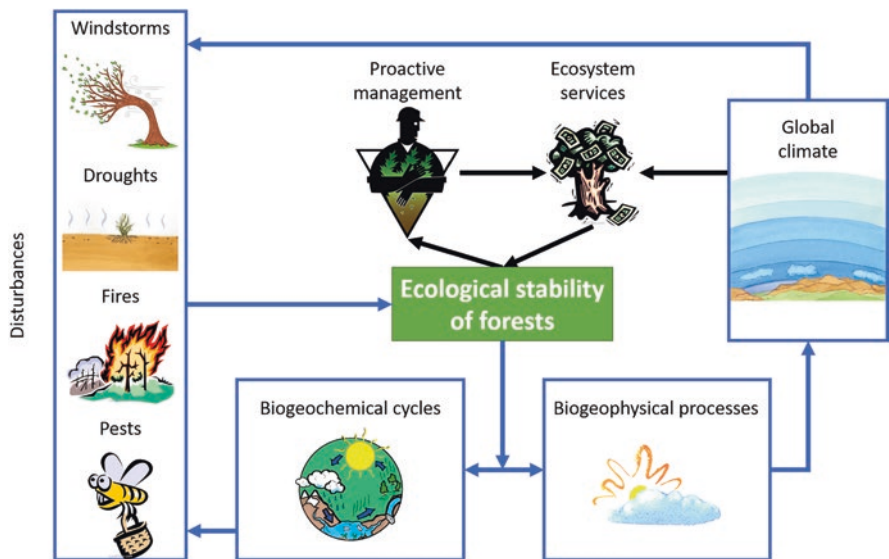 Windstorms
Droughts
Fires
Pests
Disturbances
Proactive
management
Ecosystem
services
Global
climate
Ecological stability
of forests
Biogeochemical cycles
Biogeophysical processes